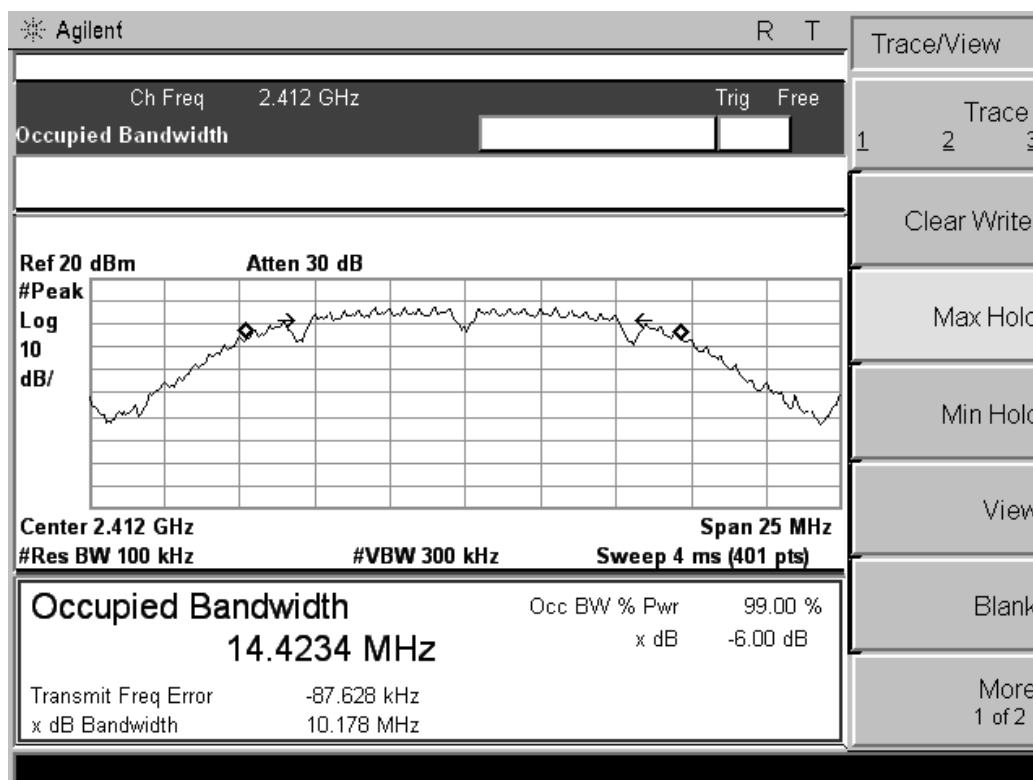 Agilent R T
Trace/View
Ch Freq 2.412 GHz Trig Free
Occupied Bandwidth
Trace
1 2 3
Clear Write
Ref 20 dBm Atten 30 dB
#Peak
Log
10
dB/
Max Hold
Min Hold
View
Center 2.412 GHz Span 25 MHz
#Res BW 100 kHz #VBW 300 kHz Sweep 4 ms (401 pts)
Occupied Bandwidth
14.4234 MHz
Occ BW % Pwr 99.00 %
x dB -6.00 dB
Transmit Freq Error -87.628 kHz
x dB Bandwidth 10.178 MHz
Blank
More
1 of 2